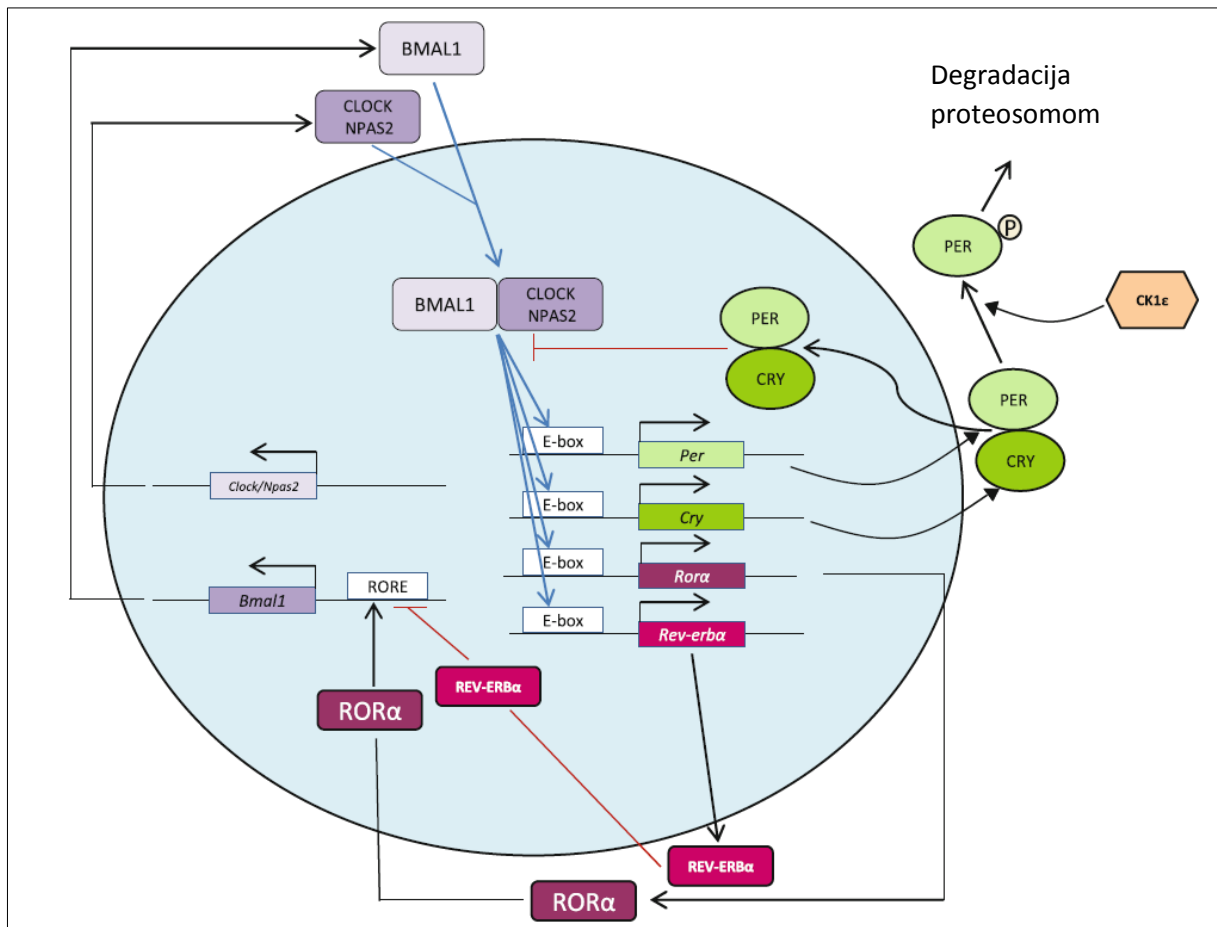 BMAL1
CLOCK
NPAS2
Degradacija
proteosomom
PER
P
CK1ε
BMAL1
CLOCK
NPAS2
PER
CRY
PER
CRY
E-box
Per
Clock/Npas2
E-box
Cry
E-box
Rorα
Bmal1
RORE
E-box
Rev-erbα
REV-ERBα
RORα
REV-ERBα
RORα